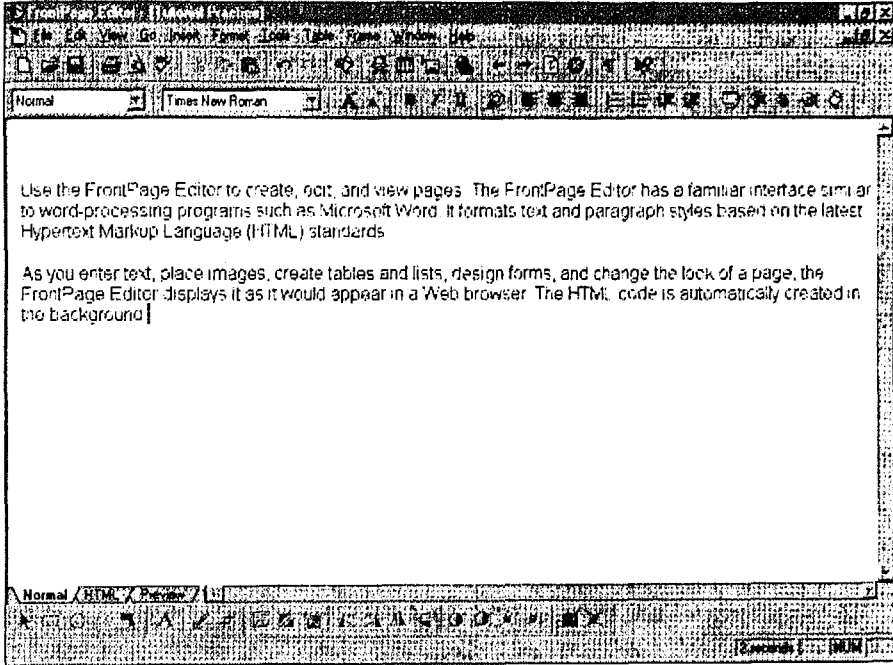 File Edit View Go Insert Format Tools Table Frame Window Help
Normal Times New Roman
Use the FrontPage Editor to create, edit, and view pages. The FrontPage Editor has a familiar interface similar
to word-processing programs such as Microsoft Word. It formats text and paragraph styles based on the latest
Hypertext Markup Language (HTML) standards.
As you enter text, place images, create tables and lists, design forms, and change the look of a page, the
FrontPage Editor displays it as it would appear in a Web browser. The HTML code is automatically created in
the background.
Normal HTML Preview
2 seconds NUM